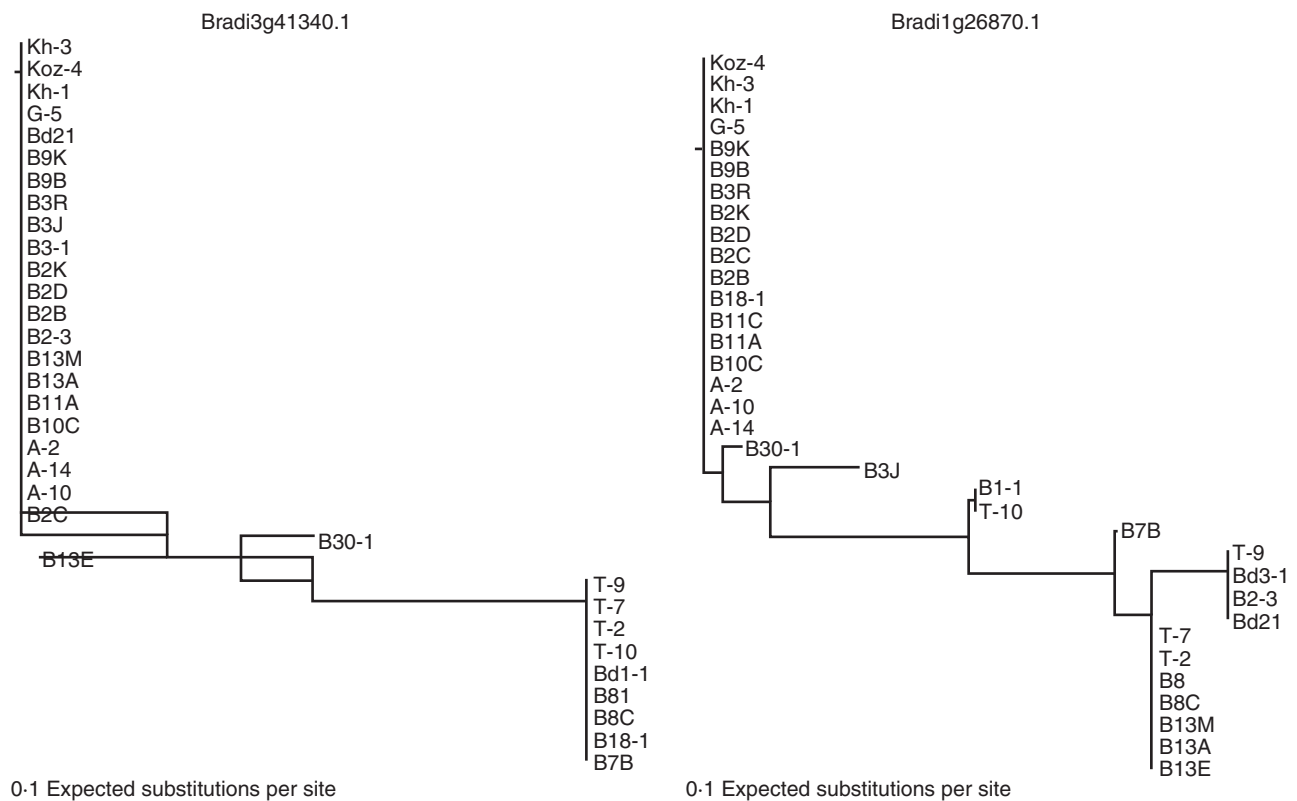 Bradi3g41340.1
Kh-3
Koz-4
Kh-1
G-5
Bd21
B9K
B9B
B3R
B3J
B3-1
B2K
B2D
B2B
B2-3
B13M
B13A
B11A
B10C
A-2
A-14
A-10
B2C
B30-1
B13E
T-9
T-7
T-2
T-10
Bd1-1
B81
B8C
B18-1
B7B
0·1 Expected substitutions per site
Bradi1g26870.1
Koz-4
Kh-3
Kh-1
G-5
B9K
B9B
B3R
B2K
B2D
B2C
B2B
B18-1
B11C
B11A
B10C
A-2
A-10
A-14
B30-1
B3J
B1-1
T-10
B7B
T-9
Bd3-1
B2-3
Bd21
T-7
T-2
B8
B8C
B13M
B13A
B13E
0·1 Expected substitutions per site